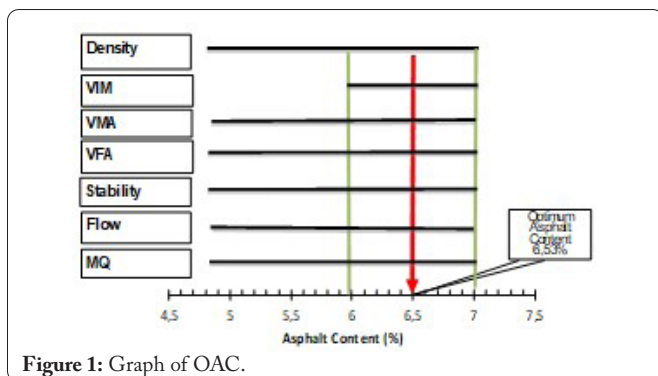 Density
VIM
VMA
VFA
Stability
Flow
MQ
Optimum
Asphalt
Content
6,53%
4,5 5 5,5 6 6,5 7 7,5
Asphalt Content (%)
Figure 1: Graph of OAC.